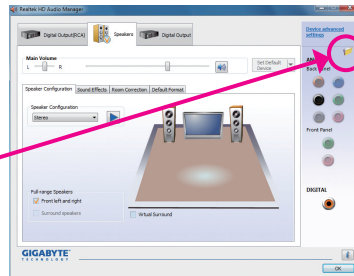 Realtek HD Audio Manager
Digital Output(RCA)
Speakers
Digital Output
Device advanced settings
Main Volume
L
R
Set Default Device
Speaker Configuration
Sound Effects
Room Correction
Default Format
Speaker Configuration
Stereo
Full-range Speakers
Front left and right
Surround speakers
Virtual Surround
Back Panel
Front Panel
DIGITAL
GIGABYTE
TECHNOLOGY
OK